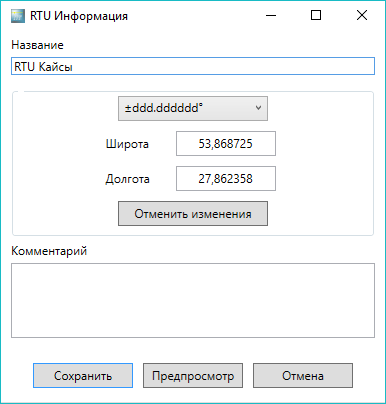 RTU Информация
Название
RTU Кайсы
±ddd.dddddd°
Широта
53,868725
Долгота
27,862358
Отменить изменения
Комментарий
Сохранить
Предпросмотр
Отмена